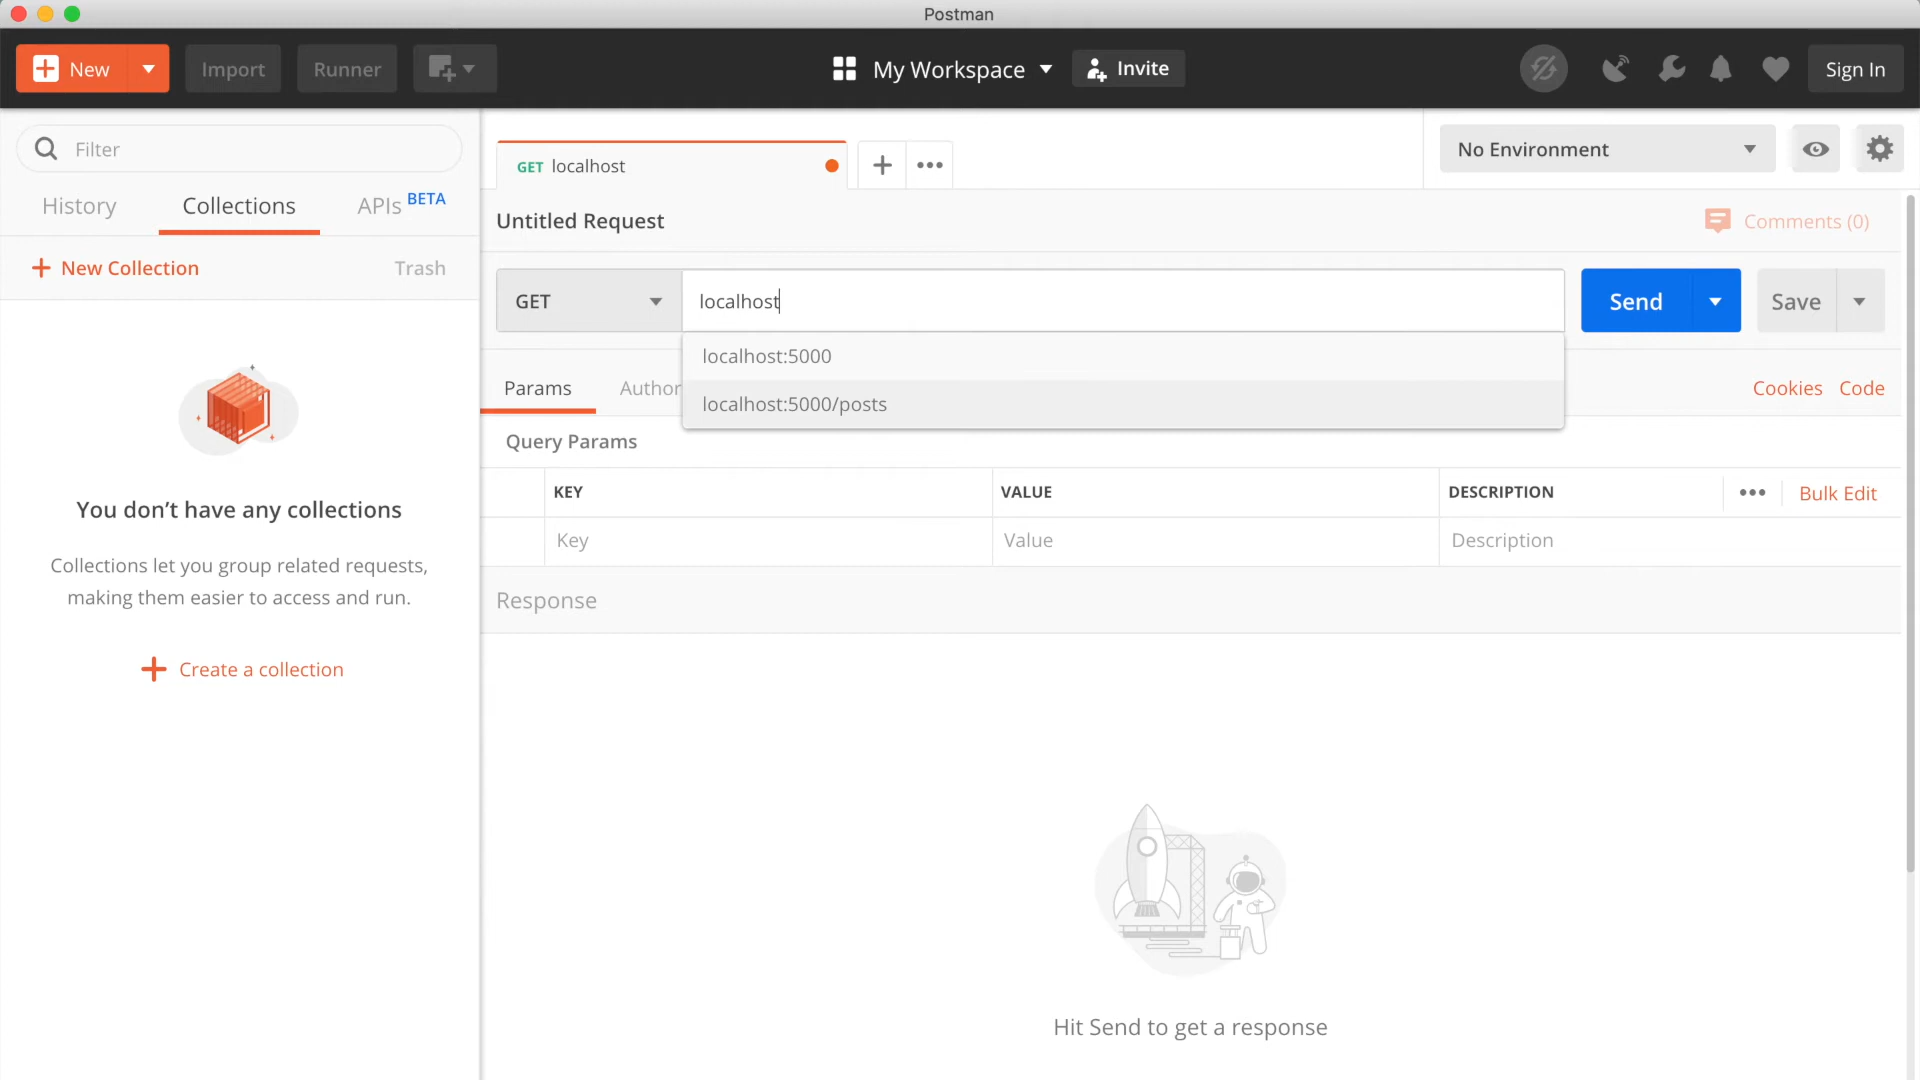 Postman
New
Import
Runner
My Workspace
Invite
Sign In
Filter
GET localhost
No Environment
History
Collections
APIs BETA
Untitled Request
Comments (0)
New Collection
Trash
GET
localhost
Send
Save
localhost:5000
localhost:5000/posts
Params
Author
Cookies
Code
Query Params
KEY
VALUE
DESCRIPTION
Bulk Edit
Key
Value
Description
You don’t have any collections
Collections let you group related requests,
making them easier to access and run.
Create a collection
Response
Hit Send to get a response